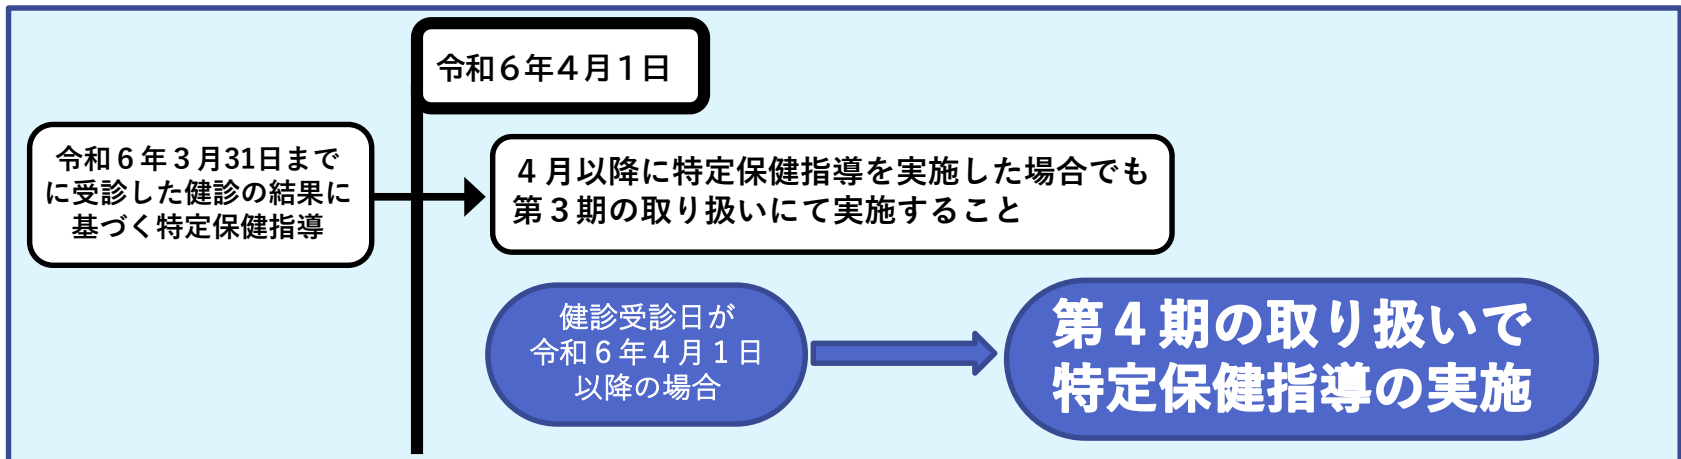 令和６年４月１日
令和６年３月31日まで
に受診した健診の結果に
基づく特定保健指導
４月以降に特定保健指導を実施した場合でも
第３期の取り扱いにて実施すること
健診受診日が
令和６年４月１日
以降の場合
第４期の取り扱いで
特定保健指導の実施